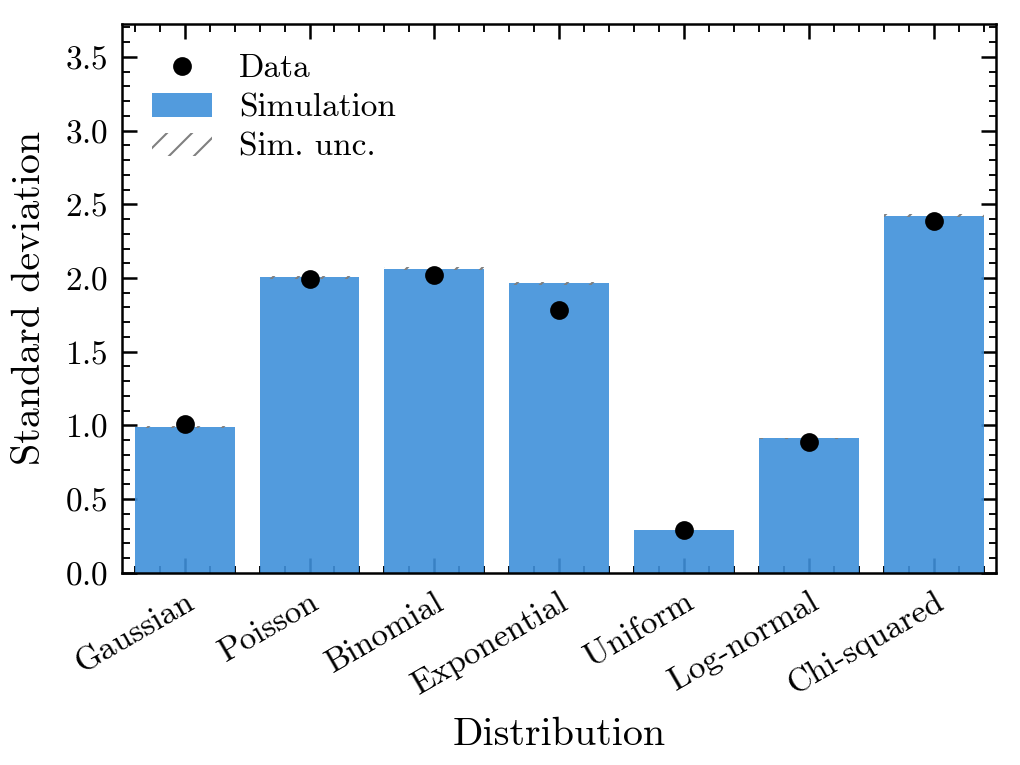 Data
Simulation
Sim. unc.
Standard deviation
3.5
3.0
2.5
2.0
1.5
1.0
0.5
0.0
Gaussian
Poisson
Binomial
Exponential
Uniform
Log-normal
Chi-squared
Distribution